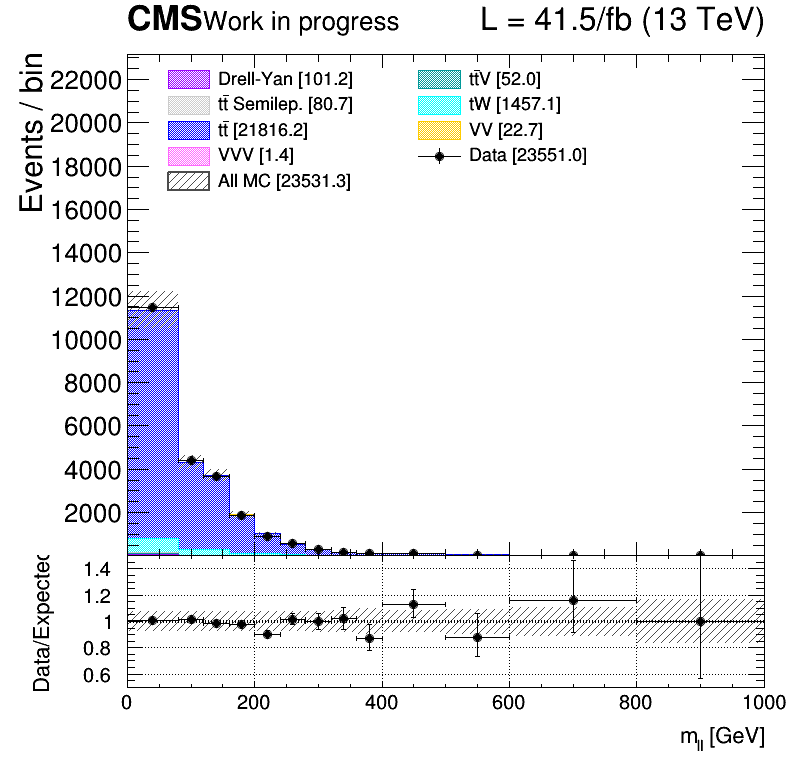 CMS Work in progress L = 41.5/fb (13 TeV)
Events / bin
22000
20000
18000
16000
14000
12000
10000
8000
6000
4000
2000
Drell-Yan [101.2]
tt̄ Semilep. [80.7]
tt̄ [21816.2]
VVV [1.4]
All MC [23531.3]
tt̄V [52.0]
tW [1457.1]
VV [22.7]
Data [23551.0]
Data/Expected
1.4
1.2
1
0.8
0.6
0 200 400 600 800 1000
m_ll [GeV]